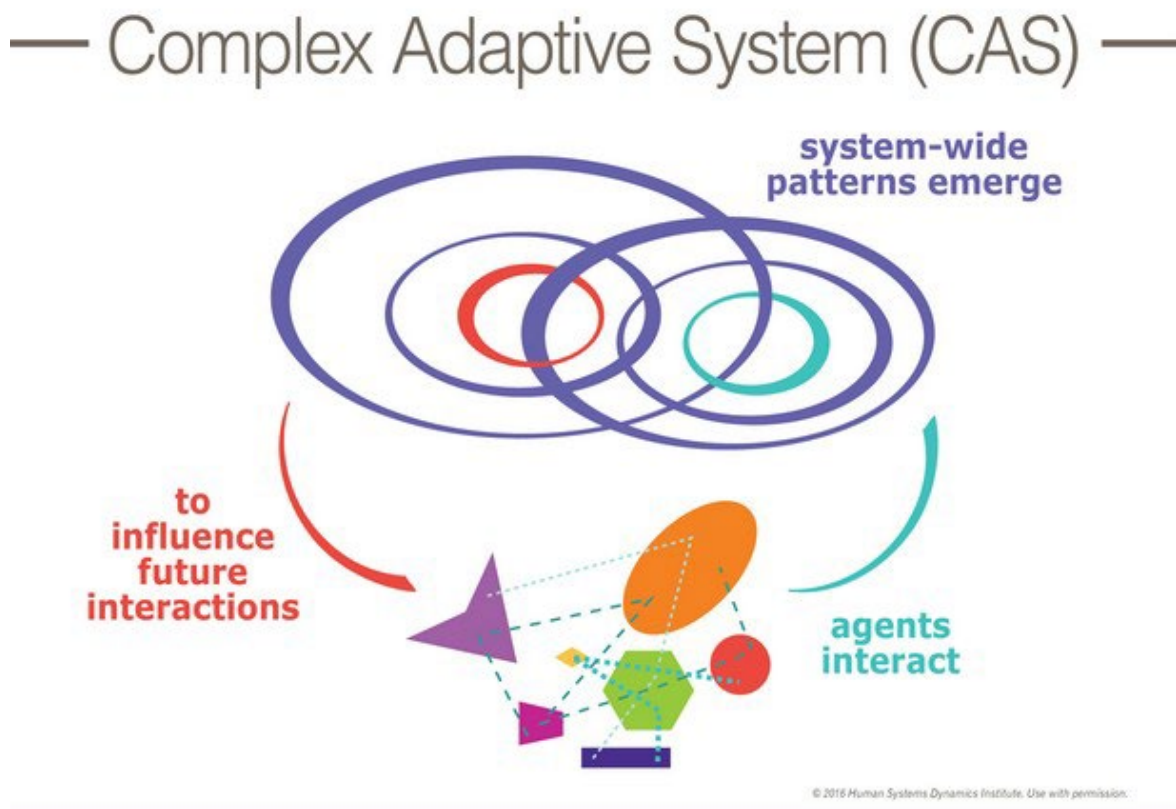 Complex Adaptive System (CAS)
system-wide
patterns emerge
to
influence
future
interactions
agents
interact
© 2016 Human Systems Dynamics Institute. Use with permission.